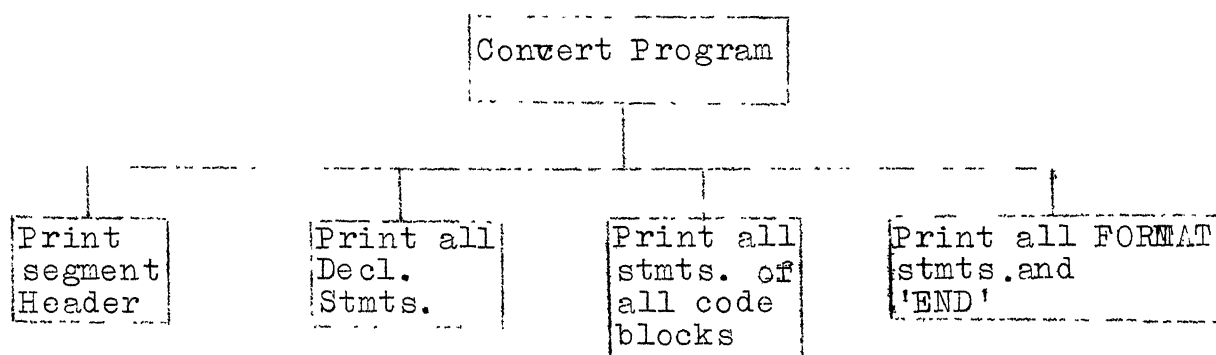 Convert Program
Print
segment
Header
Print all
Decl.
Stmts.
Print all
stmts. of
all code
blocks
Print all FORMAT
stmts.and
'END'